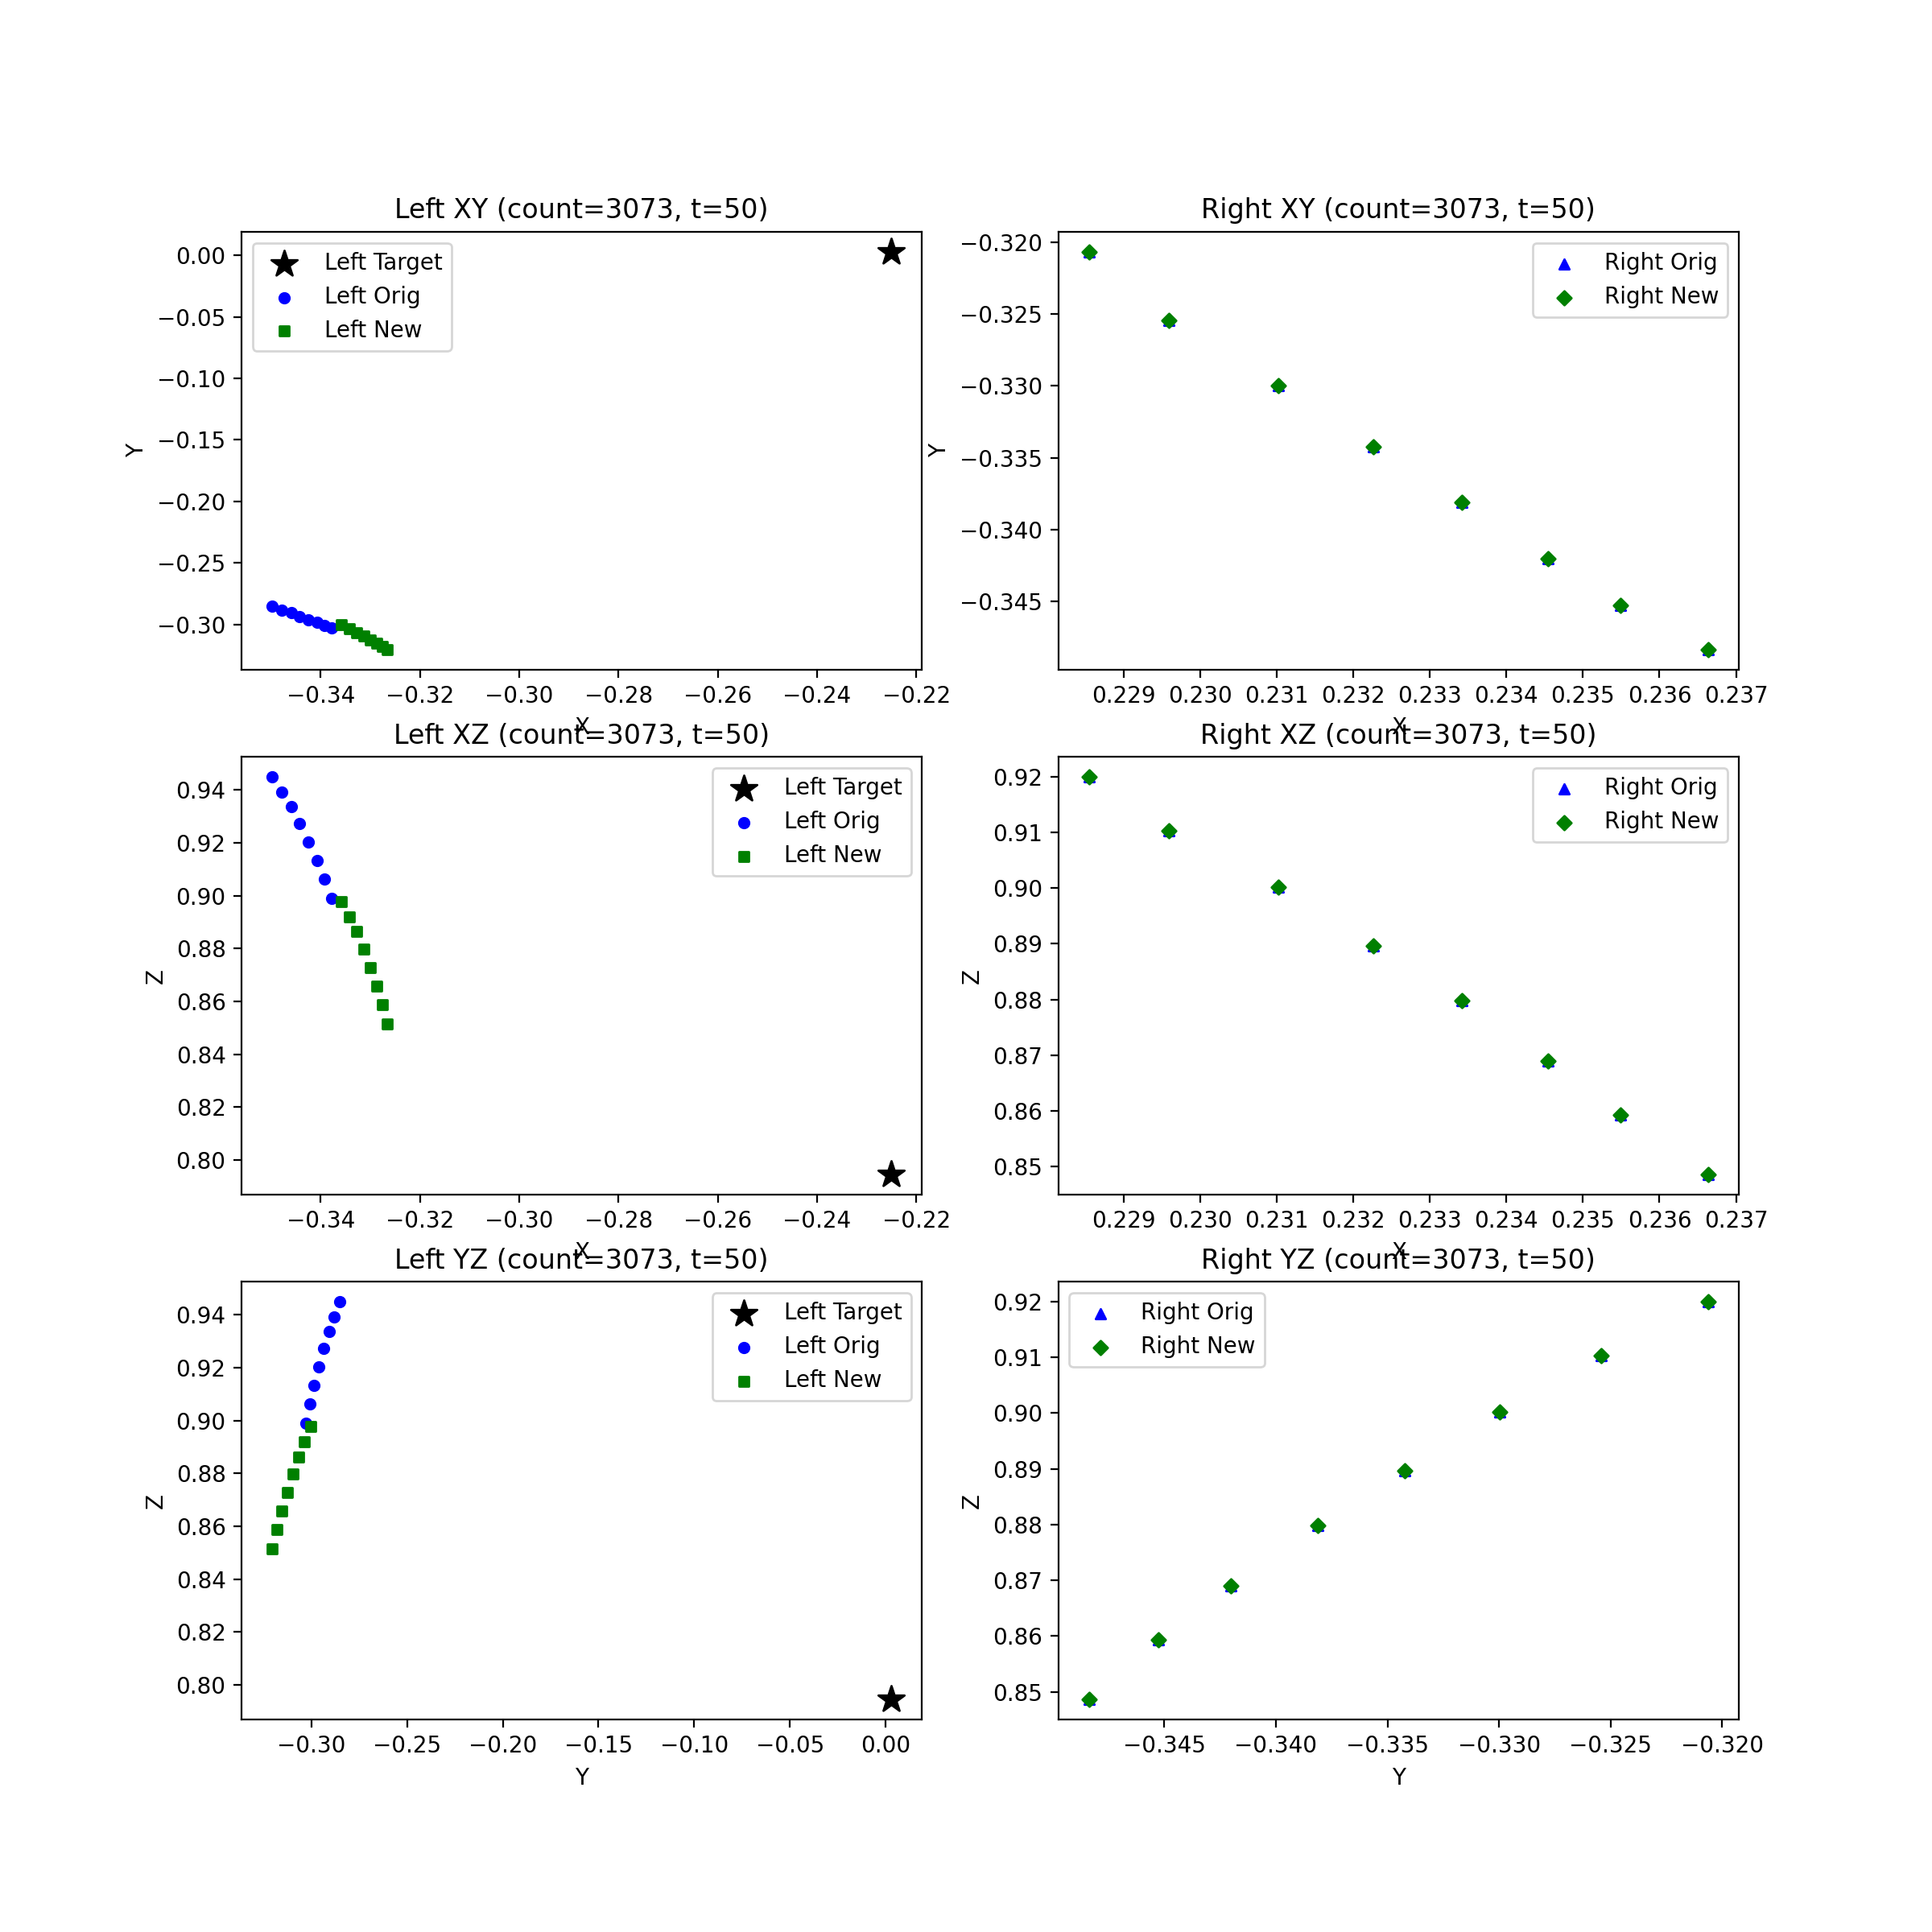 Left XY (count=3073, t=50)
Left Target
Left Orig
Left New
0.00
−0.05
−0.10
−0.15
−0.20
−0.25
−0.30
Y
−0.34 −0.32 −0.30 −0.28 −0.26 −0.24 −0.22
X
Right XY (count=3073, t=50)
Right Orig
Right New
−0.320
−0.325
−0.330
−0.335
−0.340
−0.345
Y
0.229 0.230 0.231 0.232 0.233 0.234 0.235 0.236 0.237
X
Left XZ (count=3073, t=50)
Left Target
Left Orig
Left New
0.94
0.92
0.90
0.88
0.86
0.84
0.82
0.80
Z
−0.34 −0.32 −0.30 −0.28 −0.26 −0.24 −0.22
X
Right XZ (count=3073, t=50)
Right Orig
Right New
0.92
0.91
0.90
0.89
0.88
0.87
0.86
0.85
Z
0.229 0.230 0.231 0.232 0.233 0.234 0.235 0.236 0.237
X
Left YZ (count=3073, t=50)
Left Target
Left Orig
Left New
0.94
0.92
0.90
0.88
0.86
0.84
0.82
0.80
Z
−0.30 −0.25 −0.20 −0.15 −0.10 −0.05 0.00
Y
Right YZ (count=3073, t=50)
Right Orig
Right New
0.92
0.91
0.90
0.89
0.88
0.87
0.86
0.85
Z
−0.345 −0.340 −0.335 −0.330 −0.325 −0.320
Y